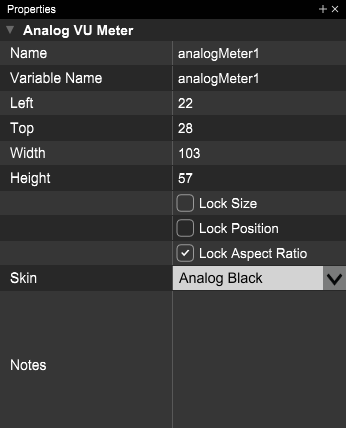 Properties
Analog VU Meter
Name analogMeter1
Variable Name analogMeter1
Left 22
Top 28
Width 103
Height 57
Lock Size
Lock Position
Lock Aspect Ratio
Skin Analog Black
Notes